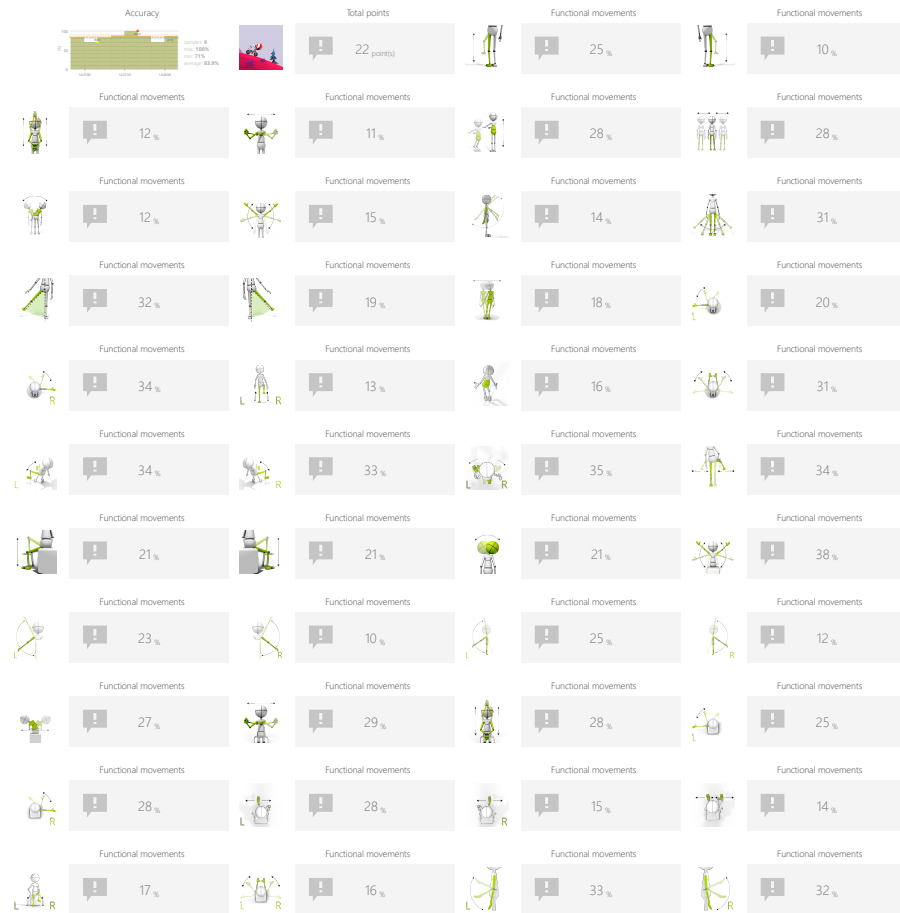 Accuracy
100
50
0
samples: 8
max: 100%
min: 71%
average: 83.9%
Total points
22 point(s)
Functional movements
25 %
Functional movements
10 %
Functional movements
12 %
Functional movements
11 %
Functional movements
28 %
Functional movements
28 %
Functional movements
12 %
Functional movements
15 %
Functional movements
14 %
Functional movements
31 %
Functional movements
32 %
Functional movements
19 %
Functional movements
18 %
L
Functional movements
20 %
R
Functional movements
34 %
L R
Functional movements
13 %
Functional movements
16 %
Functional movements
31 %
L
Functional movements
34 %
R
Functional movements
33 %
L R
Functional movements
35 %
Functional movements
34 %
Functional movements
21 %
Functional movements
21 %
Functional movements
21 %
Functional movements
38 %
L
Functional movements
23 %
R
Functional movements
10 %
L
Functional movements
25 %
R
Functional movements
12 %
Functional movements
27 %
Functional movements
29 %
Functional movements
28 %
L
Functional movements
25 %
R
Functional movements
28 %
L
Functional movements
28 %
R
Functional movements
15 %
Functional movements
14 %
L R
Functional movements
17 %
L R
Functional movements
16 %
L
Functional movements
33 %
R
Functional movements
32 %